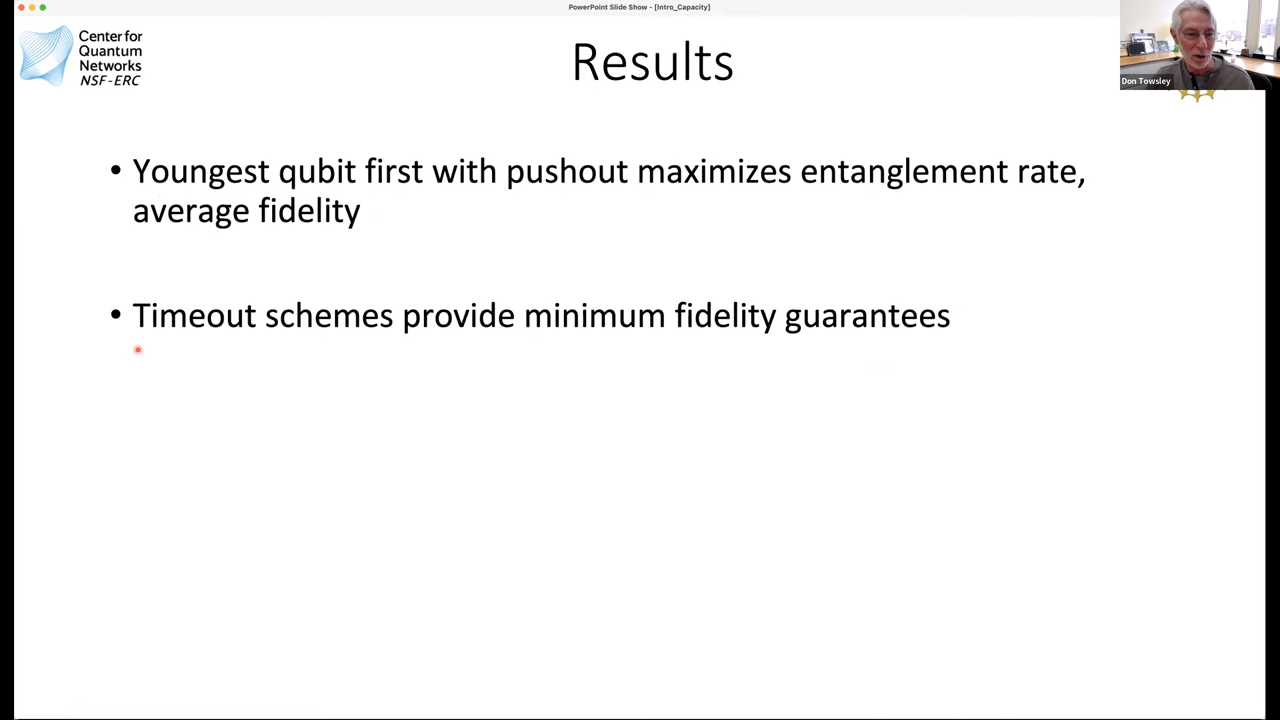 PowerPoint Slide Show - [Intro_Capacity]
Center for
Quantum
Networks
NSF-ERC
Results
Don Towsley
• Youngest qubit first with pushout maximizes entanglement rate,
average fidelity
• Timeout schemes provide minimum fidelity guarantees